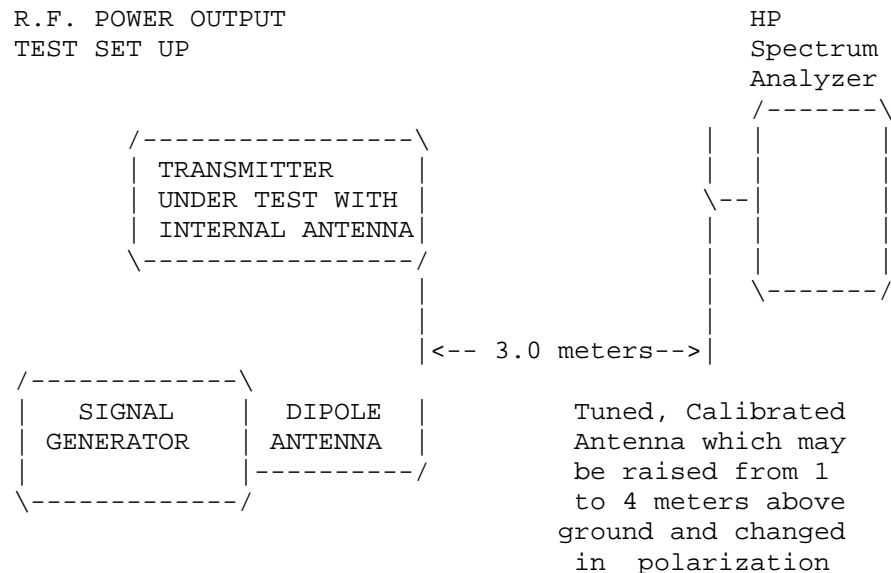 R.F. POWER OUTPUT
TEST SET UP
HP
Spectrum
Analyzer
TRANSMITTER
UNDER TEST WITH
INTERNAL ANTENNA
<-- 3.0 meters-->
SIGNAL
GENERATOR
DIPOLE
ANTENNA
Tuned, Calibrated
Antenna which may
be raised from 1
to 4 meters above
ground and changed
in polarization